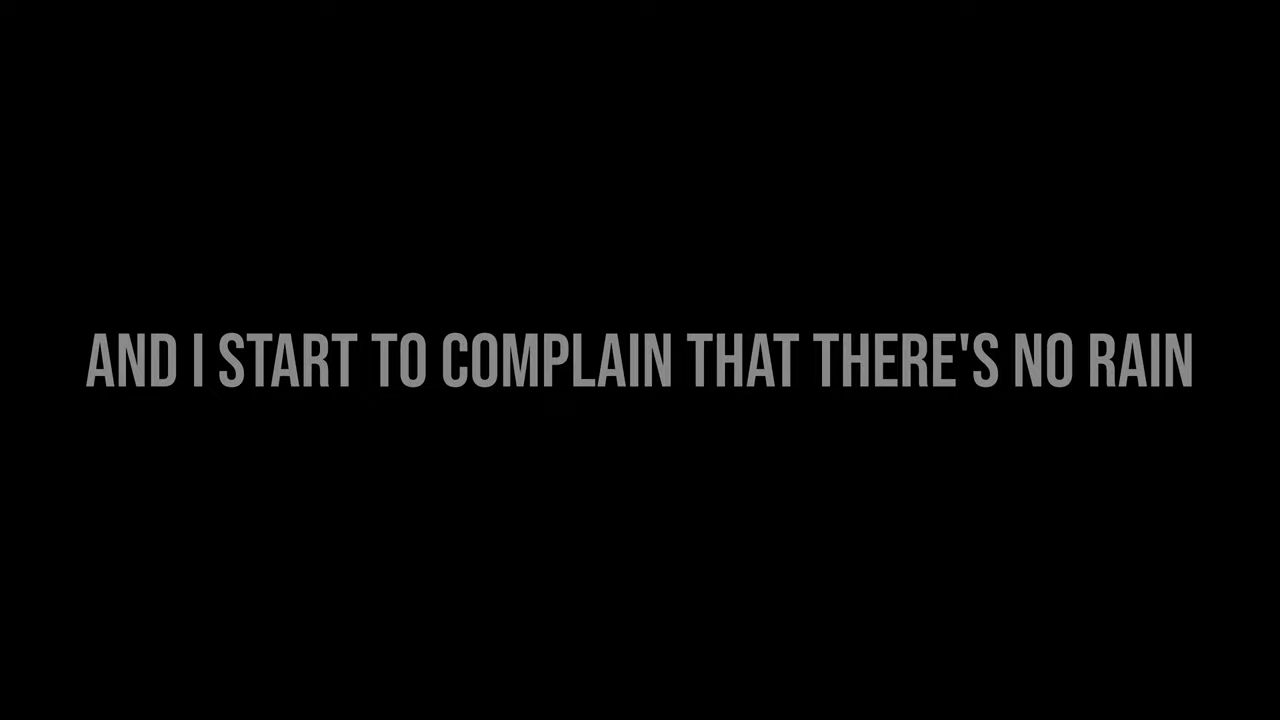 AND I START TO COMPLAIN THAT THERE'S NO RAIN